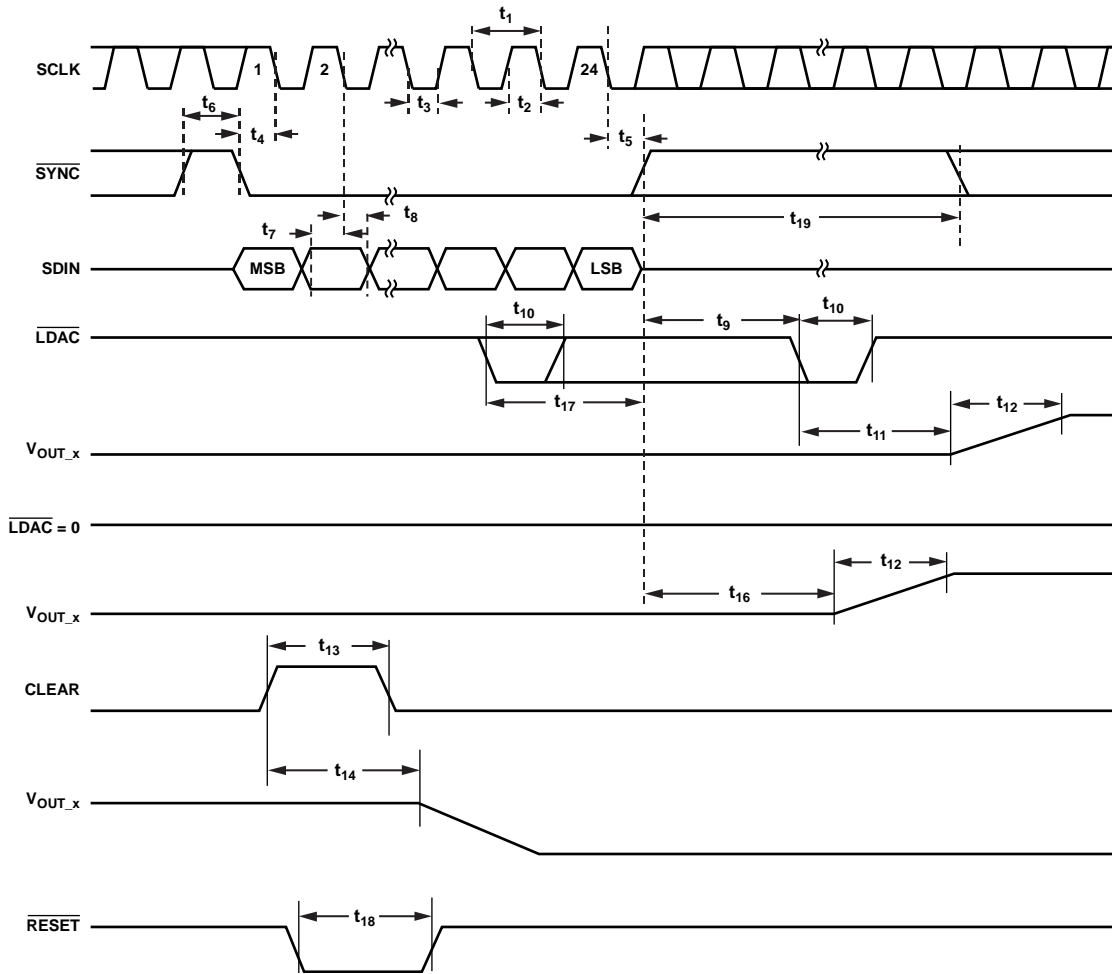 t1
SCLK
1
2
24
t6
t4
t3
t2
t5
SYNC
t7
t8
t19
SDIN
MSB
LSB
t10
t9
t10
LDAC
t17
t11
t12
VOUT_x
LDAC = 0
t16
t12
VOUT_x
t13
CLEAR
t14
VOUT_x
t18
RESET